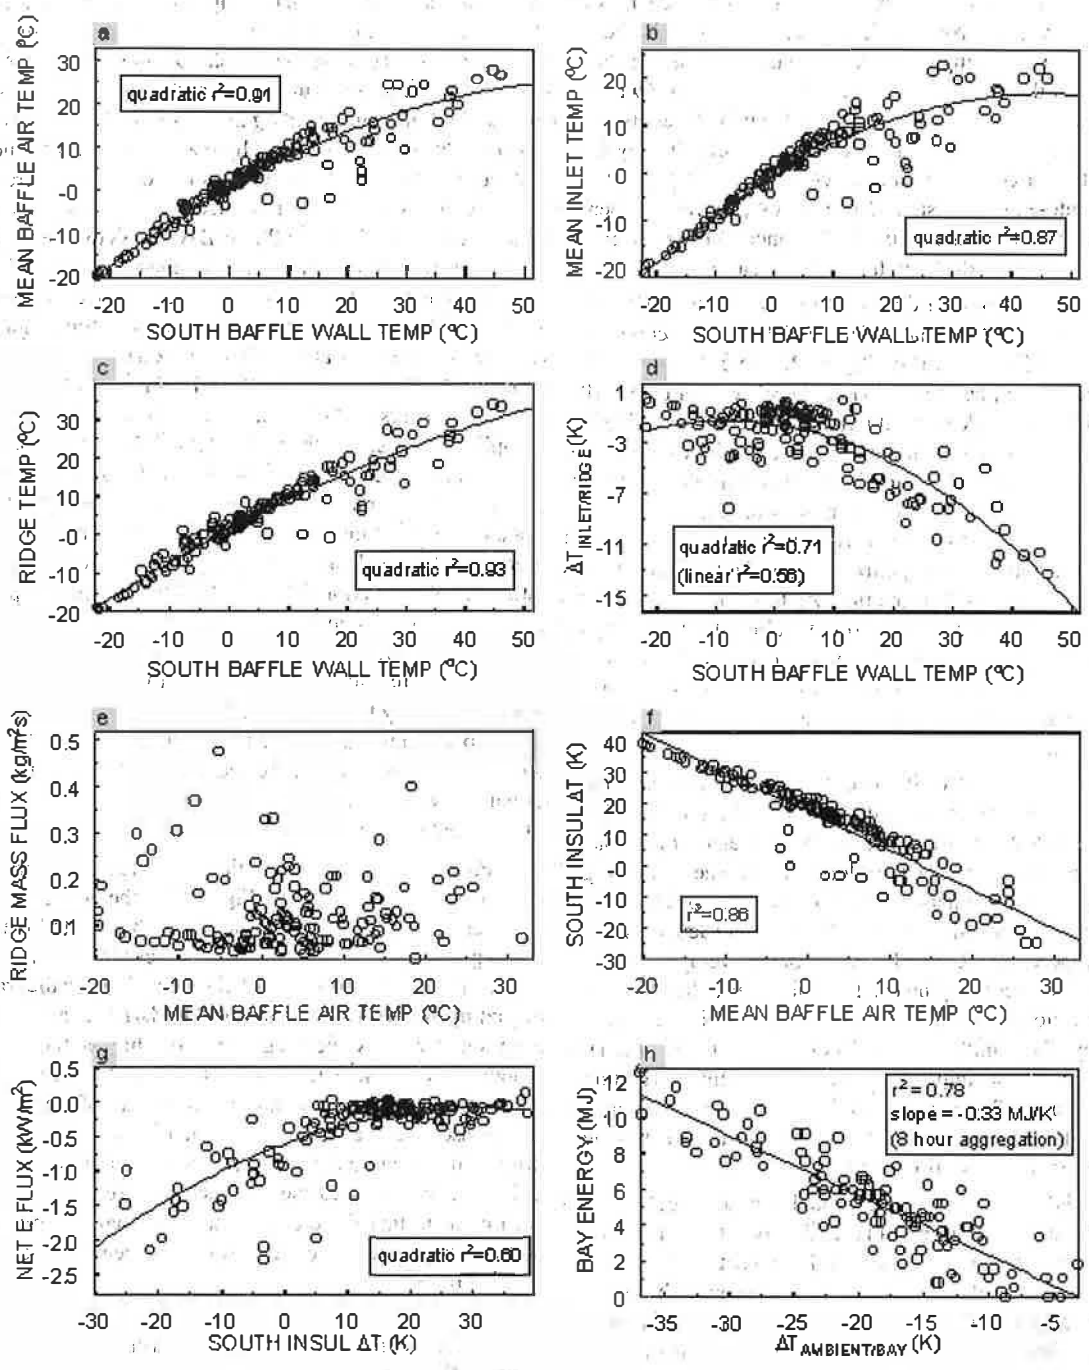 a
MEAN BAFFLE AIR TEMP (ºC)
30
20
10
-0
-10
-20
quadratic r²=0.91
-20 -10 0 10 20 30 40 50
SOUTH BAFFLE WALL TEMP (ºC)
b
MEAN INLET TEMP (ºC)
20
10
0
-10
-20
quadratic r²=0.87
-20 -10 0 10 20 30 40 50
SOUTH BAFFLE WALL TEMP (ºC)
c
RIDGE TEMP (ºC)
30
20
10
-0
-10
-20
quadratic r²=0.93
-20 -10 0 10 20 30 40 50
SOUTH BAFFLE WALL TEMP (ºC)
d
ΔT INLET/RIDGE (K)
1
-3
-7
-11
-15
quadratic r²=0.71
(linear r²=0.56)
-20 -10 0 10 20 30 40 50
SOUTH BAFFLE WALL TEMP (ºC)
e
RIDGE MASS FLUX (kg/m²s)
0.5
0.4
0.3
0.2
0.1
-20 -10 0 10 20 30
MEAN BAFFLE AIR TEMP (ºC)
f
SOUTH INSUL ΔT (K)
40
30
20
10
-0
-10
-20
-30
r²=0.86
-20 -10 0 10 20 30
MEAN BAFFLE AIR TEMP (ºC)
g
NET E FLUX (kW/m²)
0.5
0.0
-0.5
-1.0
-1.5
-2.0
-2.5
quadratic r²=0.60
-30 -20 -10 0 10 20 30
SOUTH INSUL ΔT (K)
h
BAY ENERGY (MJ)
12
10
8
6
4
2
0
r² = 0.78
slope = -0.33 MJ/K
(8 hour aggregation)
-35 -30 -25 -20 -15 -10 -5
ΔT AMBIENT/BAY (K)